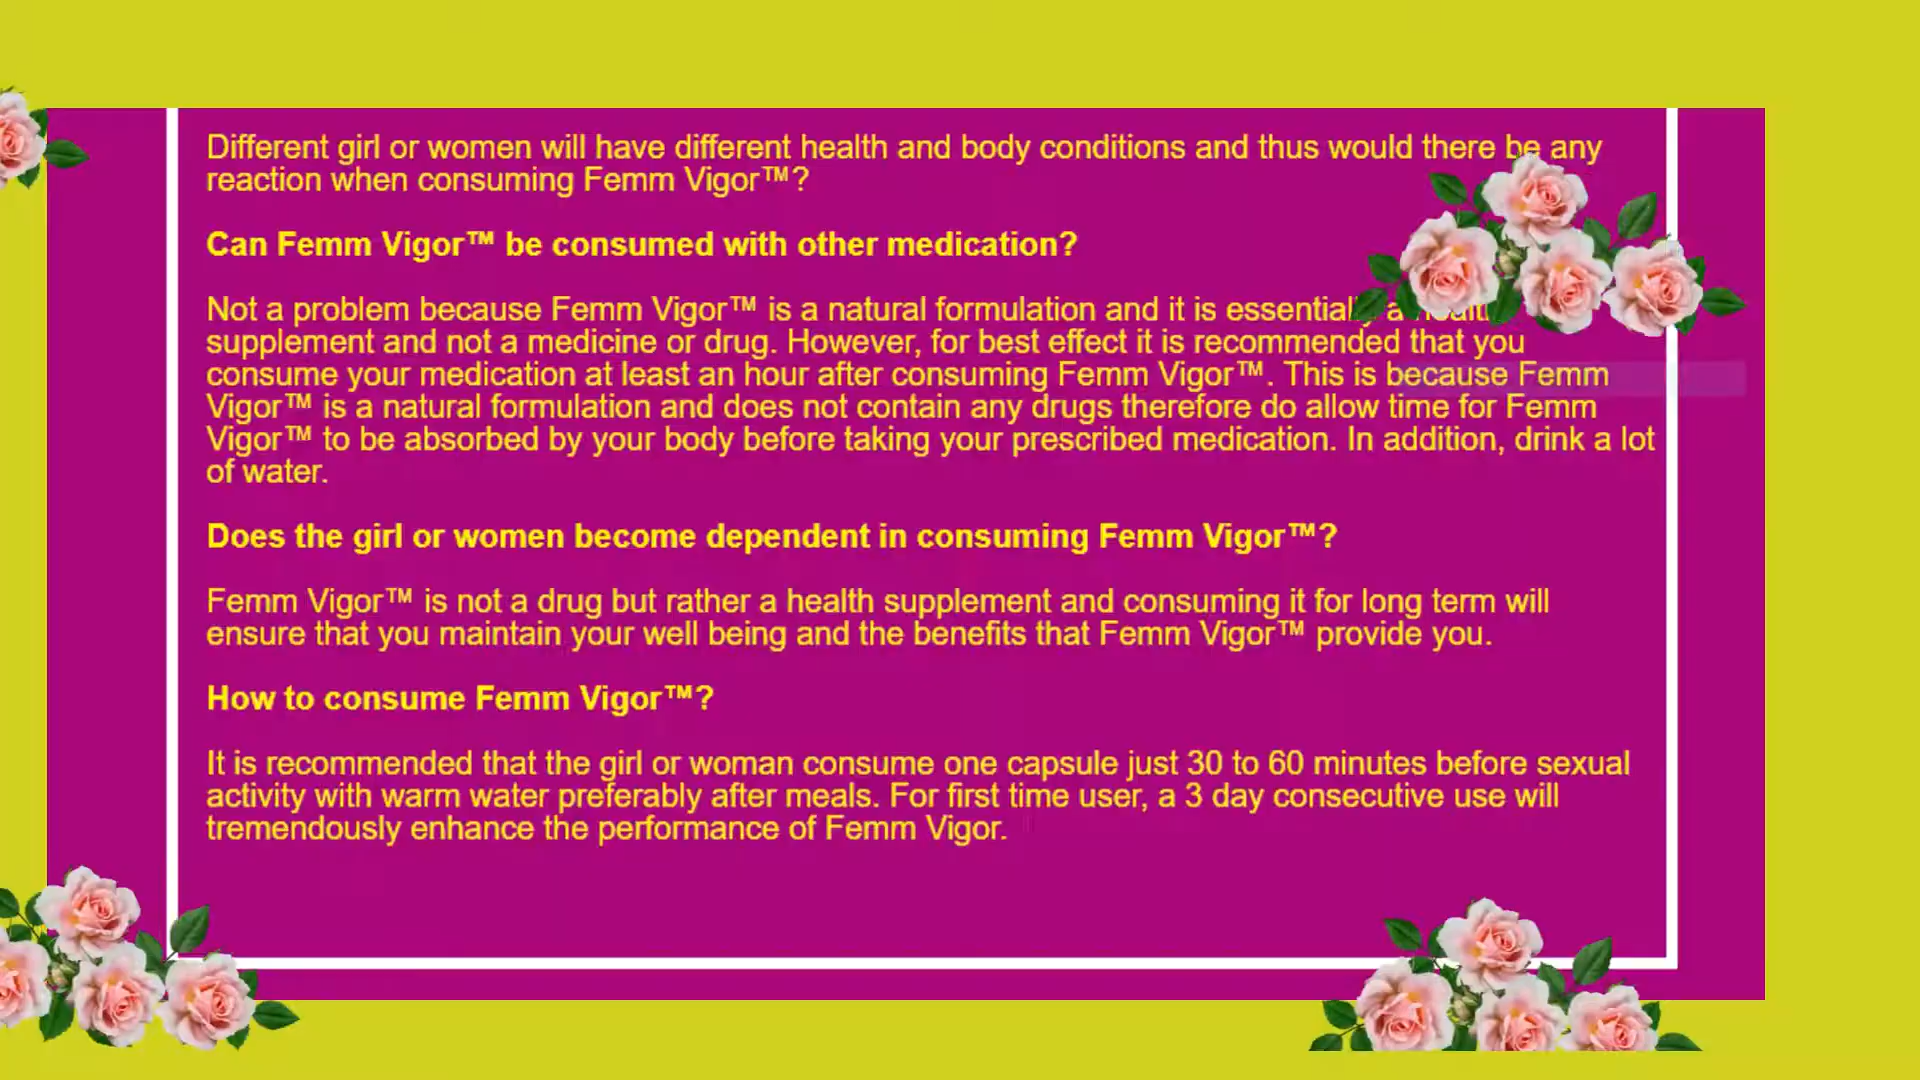 Different girl or women will have different health and body conditions and thus would there be any
reaction when consuming Femm Vigor™?
Can Femm Vigor™ be consumed with other medication?
Not a problem because Femm Vigor™ is a natural formulation and it is essentially a health
supplement and not a medicine or drug. However, for best effect it is recommended that you
consume your medication at least an hour after consuming Femm Vigor™. This is because Femm
Vigor™ is a natural formulation and does not contain any drugs therefore do allow time for Femm
Vigor™ to be absorbed by your body before taking your prescribed medication. In addition, drink a lot
of water.
Does the girl or women become dependent in consuming Femm Vigor™?
Femm Vigor™ is not a drug but rather a health supplement and consuming it for long term will
ensure that you maintain your well being and the benefits that Femm Vigor™ provide you.
How to consume Femm Vigor™?
It is recommended that the girl or woman consume one capsule just 30 to 60 minutes before sexual
activity with warm water preferably after meals. For first time user, a 3 day consecutive use will
tremendously enhance the performance of Femm Vigor.